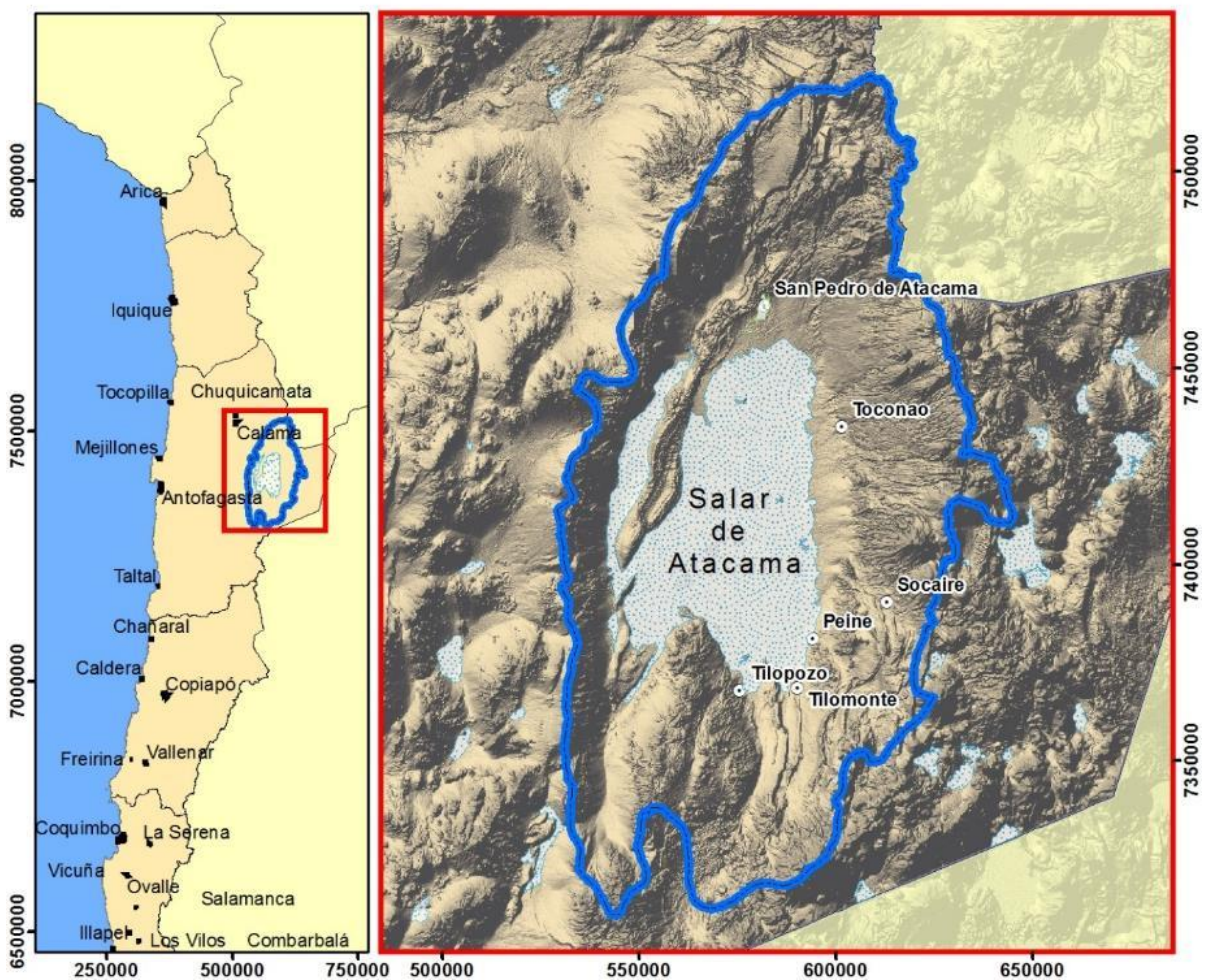 8000000
7500000
7000000
6500000
Arica
Iquique
Tocopilla
Chuquicamata
Calama
Mejillones
Antofagasta
Taltal
Chañaral
Caldera
Copiapó
Freirina
Vallenar
Coquimbo
La Serena
Vicuña
Ovalle
Salamanca
Illapel
Los Vilos
Combarbalá
250000
500000
750000
San Pedro de Atacama
Toconao
Salar
de
Atacama
Socaire
Peine
Tilopozo
Tilomonte
7500000
7450000
7400000
7350000
500000
550000
600000
650000